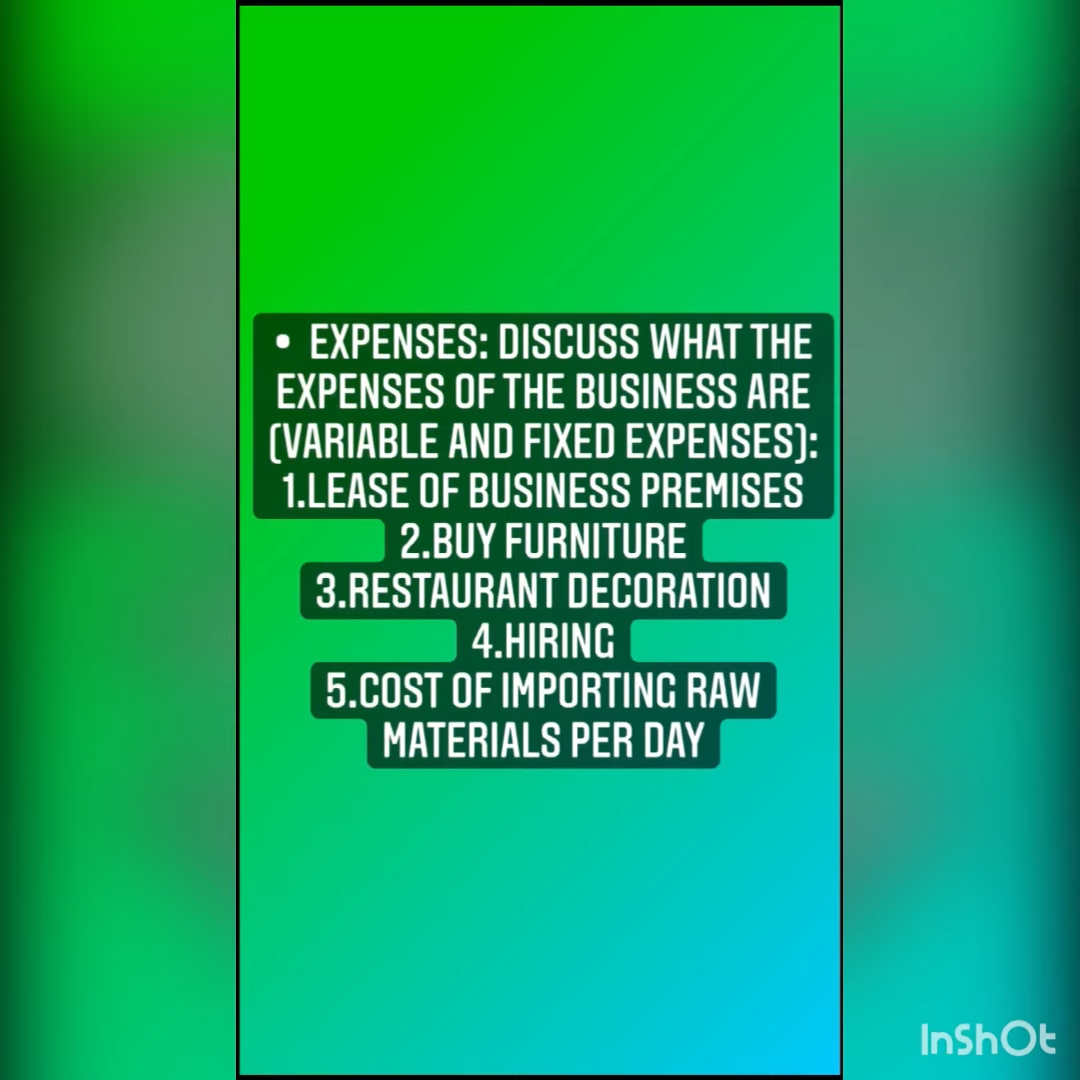 • EXPENSES: DISCUSS WHAT THE
EXPENSES OF THE BUSINESS ARE
(VARIABLE AND FIXED EXPENSES):
1.LEASE OF BUSINESS PREMISES
2.BUY FURNITURE
3.RESTAURANT DECORATION
4.HIRING
5.COST OF IMPORTING RAW
MATERIALS PER DAY
InShOt